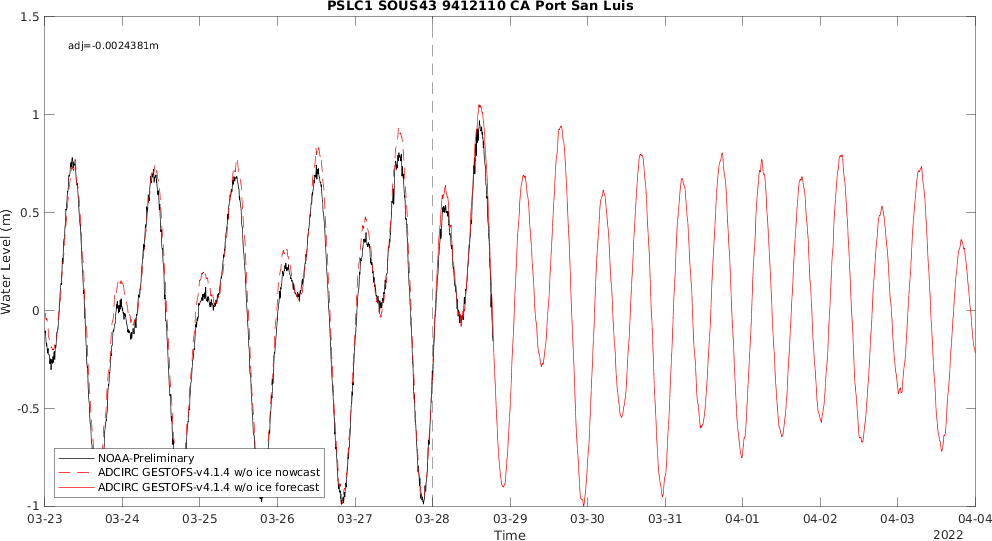 PSLC1 SOUS43 9412110 CA Port San Luis
adj=-0.0024381m
1.5
1
0.5
0
-0.5
-1
Water Level (m)
NOAA-Preliminary
ADCIRC GESTOFS-v4.1.4 w/o ice nowcast
ADCIRC GESTOFS-v4.1.4 w/o ice forecast
03-23 03-24 03-25 03-26 03-27 03-28 03-29 03-30 03-31 04-01 04-02 04-03 04-04
Time
2022